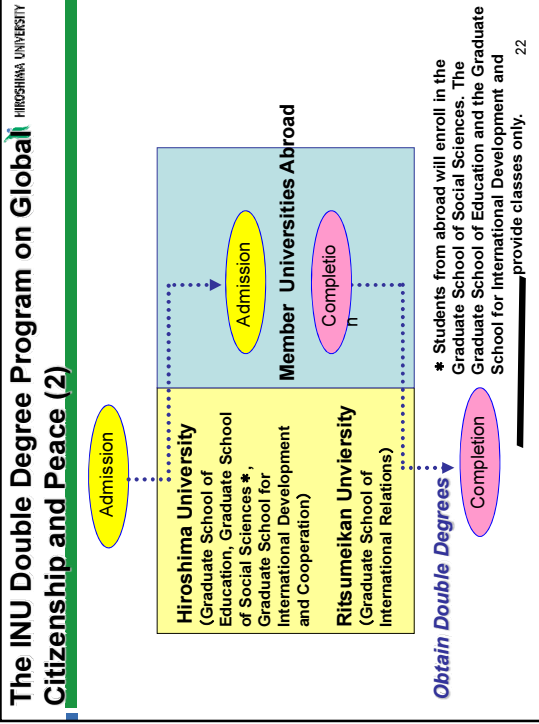 The INU Double Degree Program on Global
Citizenship and Peace (2)
HIROSHIMA UNIVERSITY
Admission
Hiroshima University
(Graduate School of
Education, Graduate School
of Social Sciences＊,
Graduate School for
International Development
and Cooperation)
Ritsumeikan Unviersity
(Graduate School of
International Relations)
Admission
Member Universities Abroad
Completio
n
Obtain Double Degrees
Completion
＊ Students from abroad will enroll in the
Graduate School of Social Sciences. The
Graduate School of Education and the Graduate
School for International Development and
provide classes only.
22